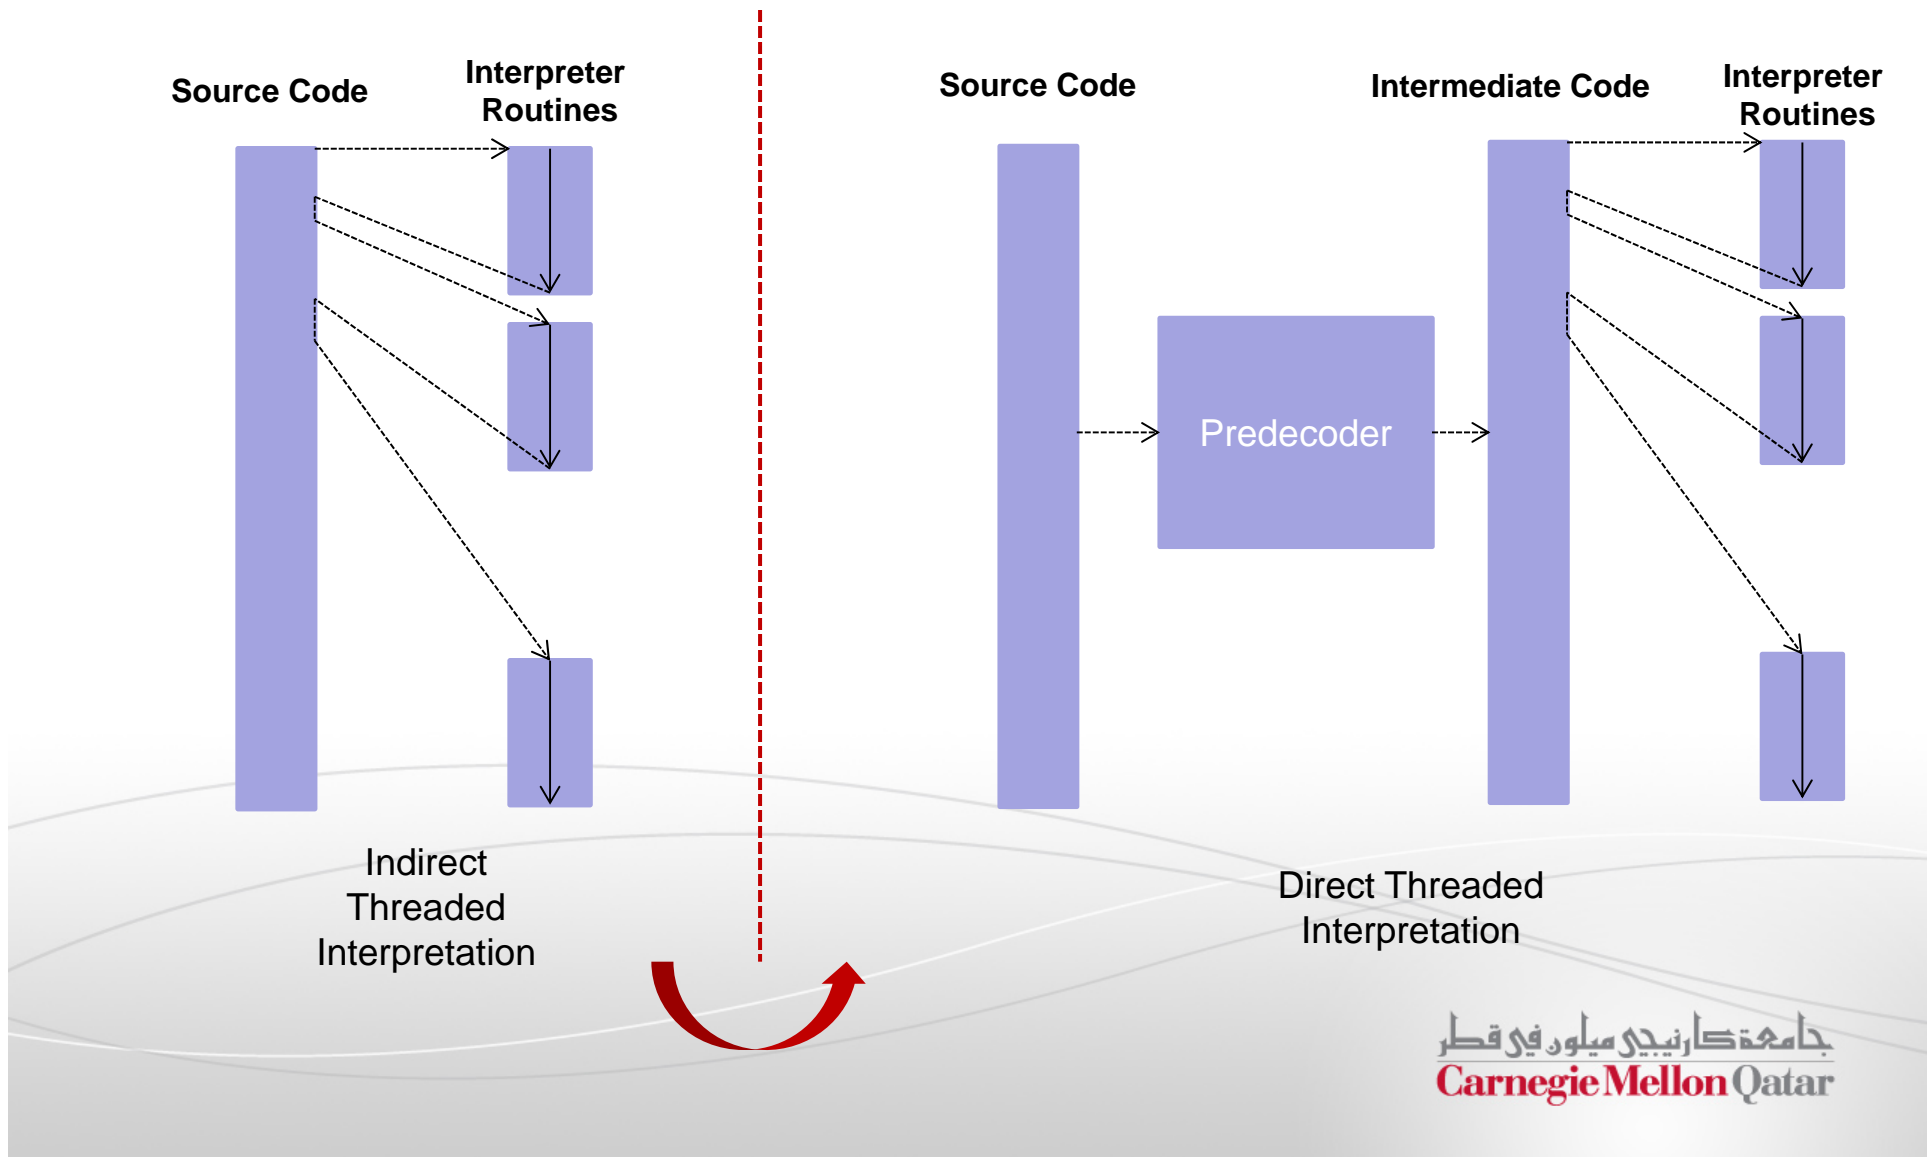 Source Code
Interpreter
Routines
Indirect
Threaded
Interpretation
Source Code
Predecoder
Intermediate Code
Interpreter
Routines
Direct Threaded
Interpretation
جامعة كارنيجي ميلون في قطر
Carnegie Mellon Qatar